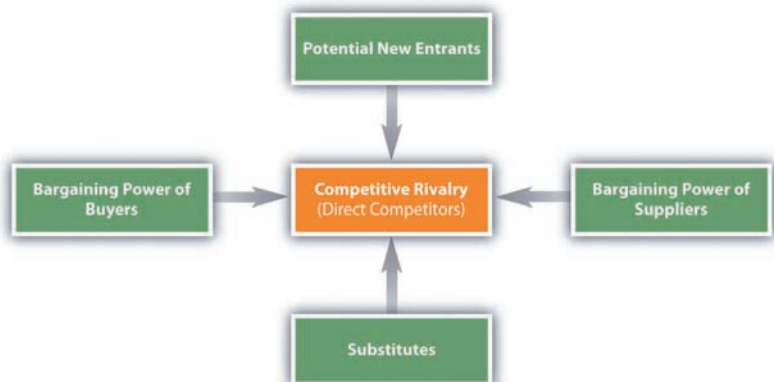 Potential New Entrants
Bargaining Power of
Buyers
Competitive Rivalry
(Direct Competitors)
Bargaining Power of
Suppliers
Substitutes